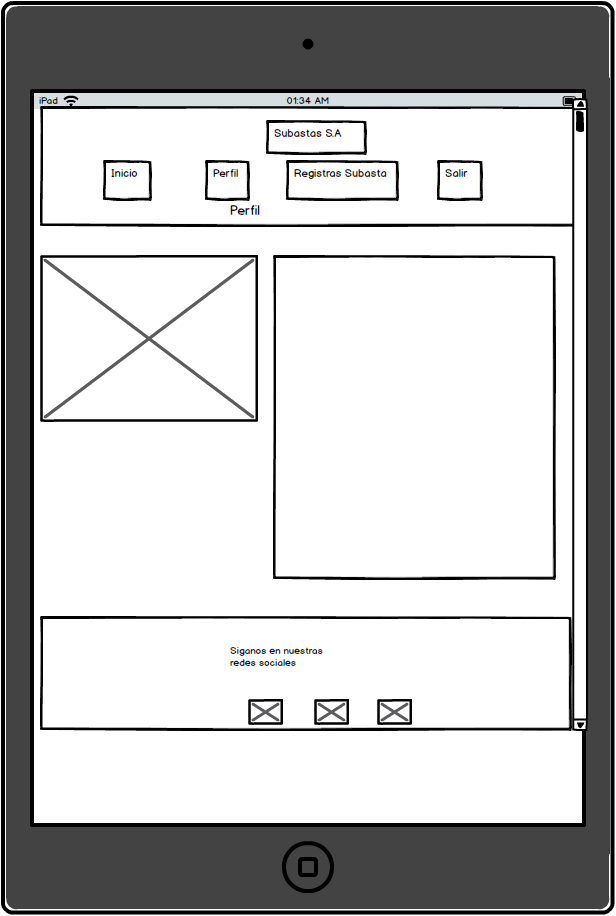 iPad 01:34 AM
Subastas S.A
Inicio Perfil Registras Subasta Salir
Perfil
Siganos en nuestras
redes sociales